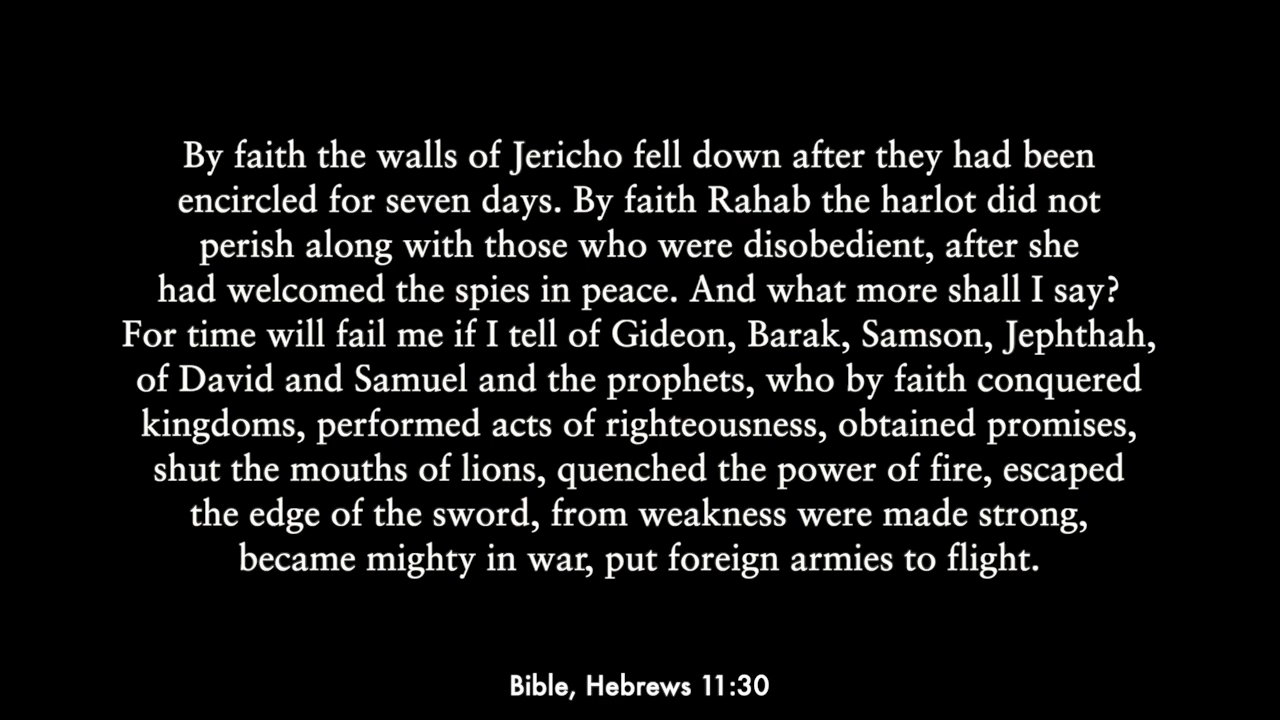 By faith the walls of Jericho fell down after they had been
encircled for seven days. By faith Rahab the harlot did not
perish along with those who were disobedient, after she
had welcomed the spies in peace. And what more shall I say?
For time will fail me if I tell of Gideon, Barak, Samson, Jephthah,
of David and Samuel and the prophets, who by faith conquered
kingdoms, performed acts of righteousness, obtained promises,
shut the mouths of lions, quenched the power of fire, escaped
the edge of the sword, from weakness were made strong,
became mighty in war, put foreign armies to flight.
Bible, Hebrews 11:30